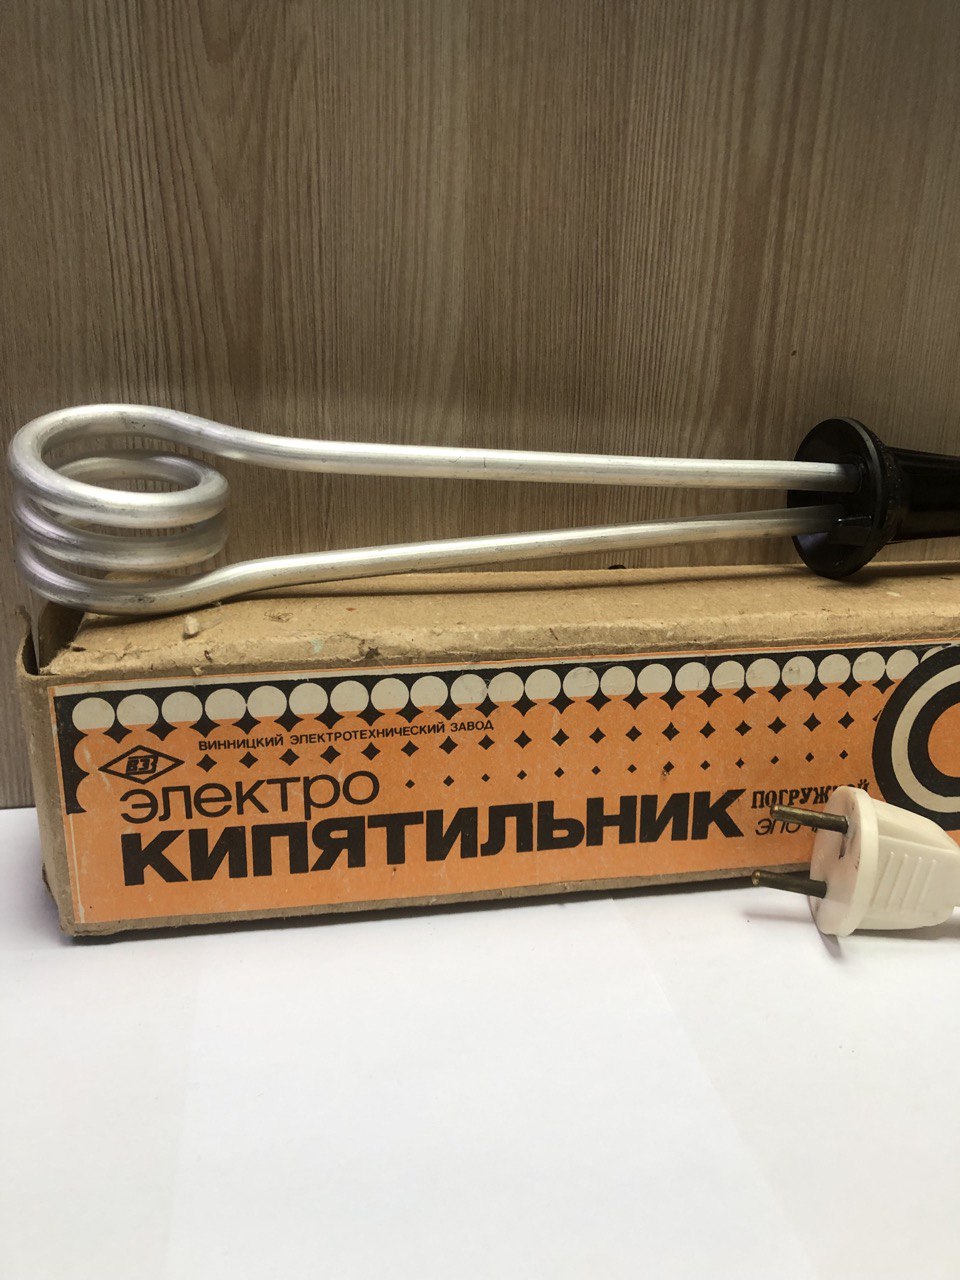 ВИННИЦКИЙ ЭЛЕКТРОТЕХНИЧЕСКИЙ ЗАВОД
ВЗ
электро
КИПЯТИЛЬНИК